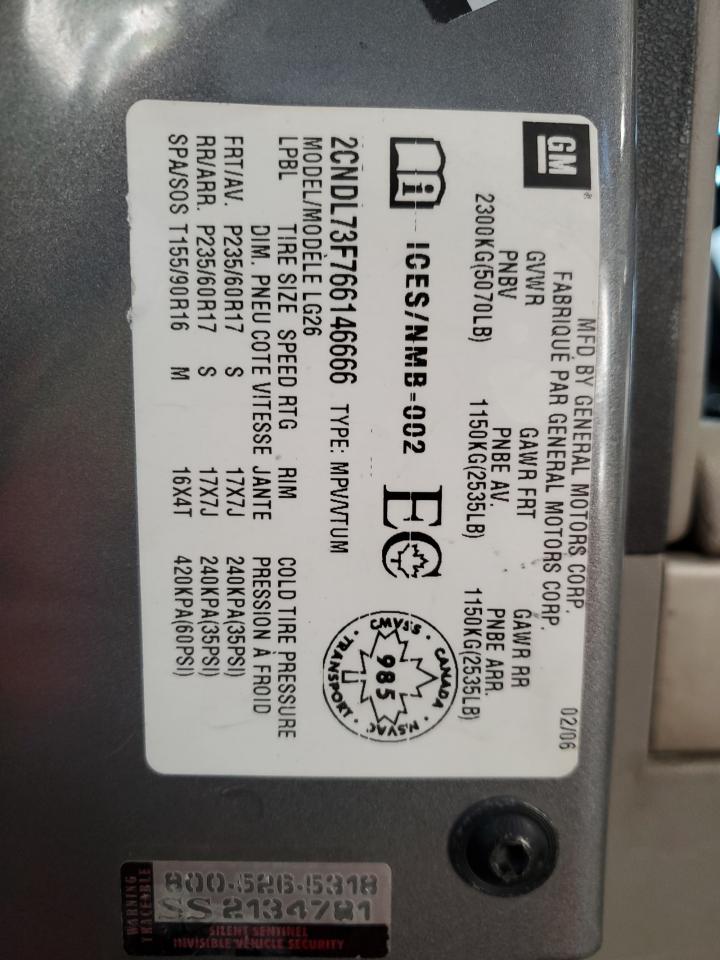 GM
MFD BY GENERAL MOTORS CORP.
FABRIQUÉ PAR GENERAL MOTORS CORP.
02/06
GVWR GAWR FRT GAWR RR
PNBV PNBE AV. PNBE ARR.
2300KG(5070LB) 1150KG(2535LB) 1150KG(2535LB)
i ICES/NMB-002 EC
CMVSS · CANADA · NSVAC · TRANSPORT ·
985
2CNDL73F766146666 TYPE: MPV/VTUM
MODEL/MODÈLE LG26
LPBL TIRE SIZE SPEED RTG RIM COLD TIRE PRESSURE
DIM. PNEU COTE VITESSE JANTE PRESSION À FROID
FRT/AV. P235/60R17 S 17X7J 240KPA(35PSI)
RR/ARR. P235/60R17 S 17X7J 240KPA(35PSI)
SPA/SOS T155/90R16 M 16X4T 420KPA(60PSI)
WARNING
TRACEABLE
800-526-5318
SS 2134781
SILENT SENTINEL
INVISIBLE VEHICLE SECURITY